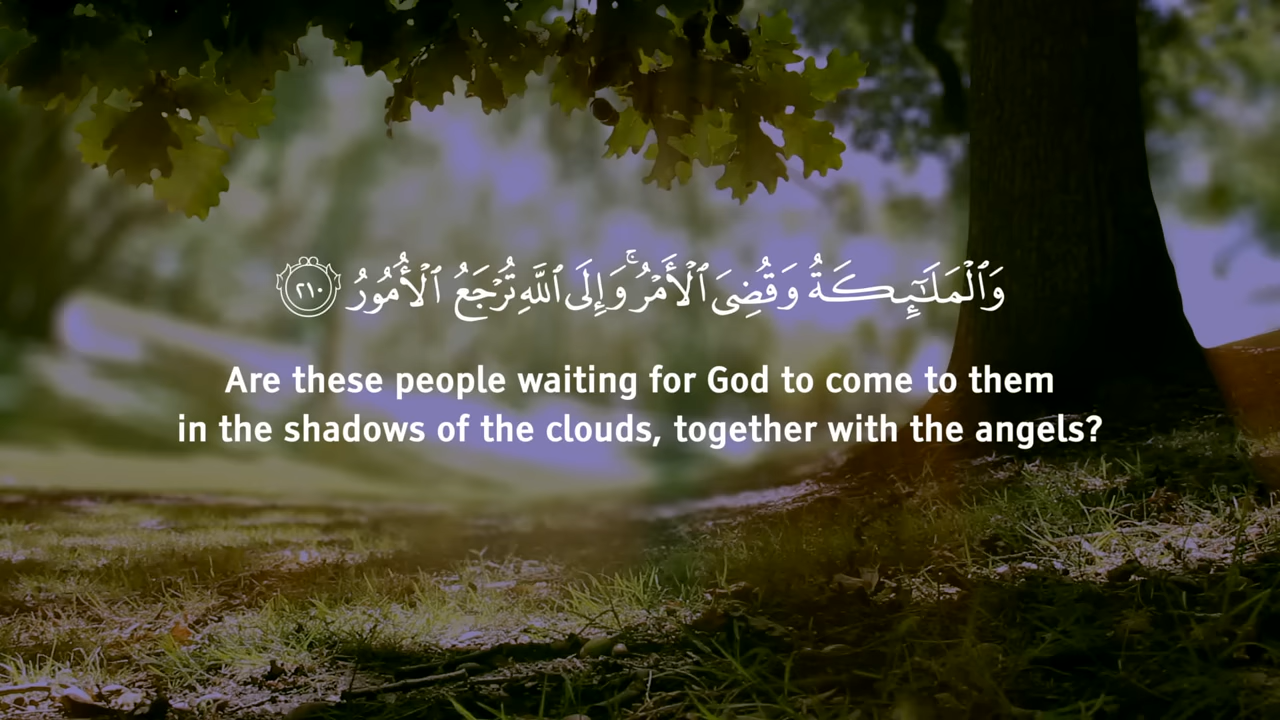 وَٱلْمَلَـٰٓئِكَةُ وَقُضِىَ ٱلْأَمْرُ ۚ وَإِلَى ٱللَّهِ تُرْجَعُ ٱلْأُمُورُ ٢١٠
Are these people waiting for God to come to them
in the shadows of the clouds, together with the angels?